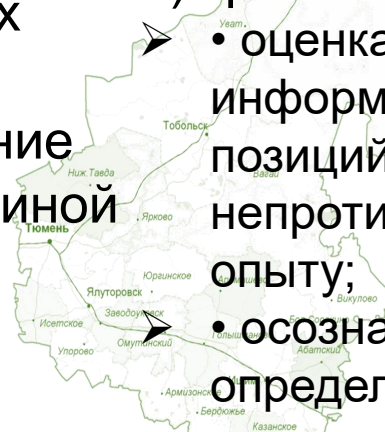 х
• оценка
информ
ние
позиций
иной
непроти
опыту;
• осозна
определ
Уват
Тобольск
Ниж.Тавда
Вагай
Ярково
Тюмень
Юргинское
Ялуторовск
Викулово
Заводоуковск
Исетское
Омутинский
Голышманово
Упорово
Абатский
Ишим
Армизонское
Бердюжье
Казанское